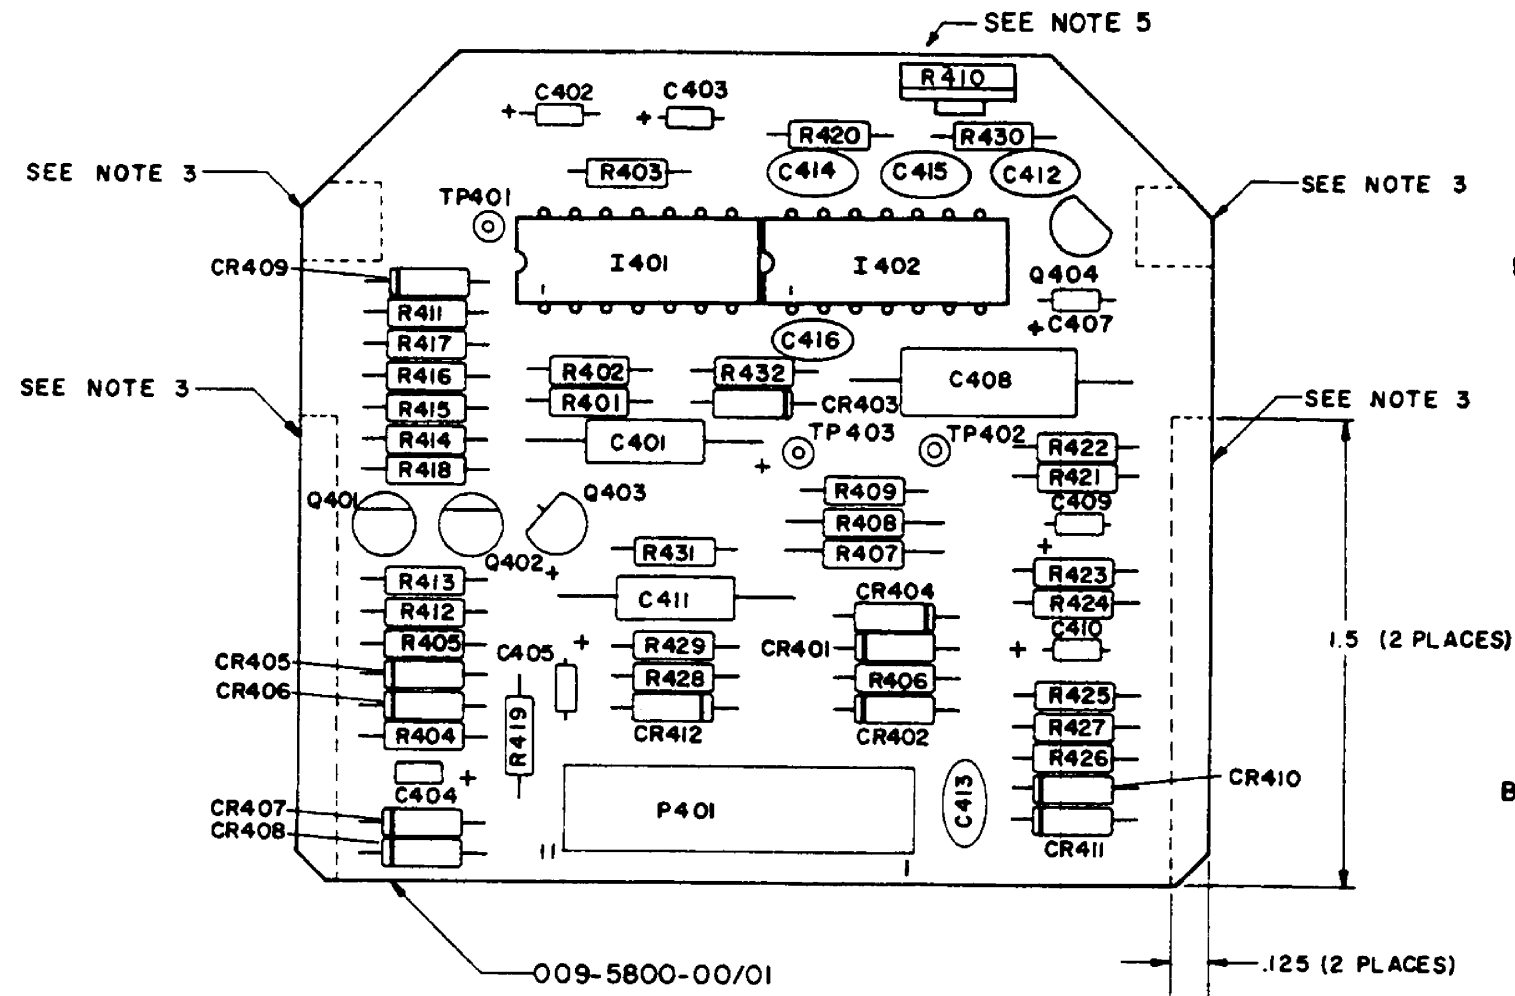 SEE NOTE 5
R410
C402
C403
+
+
R420
R430
SEE NOTE 3
R403
C414
C415
C412
SEE NOTE 3
TP401
I401
I402
CR409
Q404
R411
+C407
R417
C416
R402
R432
C408
R416
SEE NOTE 3
R401
CR403
SEE NOTE 3
R415
C401
TP403
TP402
R414
R422
+
R418
R421
R409
Q401
Q403
C409
R408
R431
R407
+
Q402
+
R413
R423
CR404
C411
R412
R424
R405
C405
+
R429
CR401
C410
+
1.5 (2 PLACES)
CR405
R428
R406
CR406
R425
R419
R404
CR412
CR402
R427
R426
+
C404
CR410
CR407
P401
C413
CR408
11
1
CR411
B
009-5800-00/01
.125 (2 PLACES)